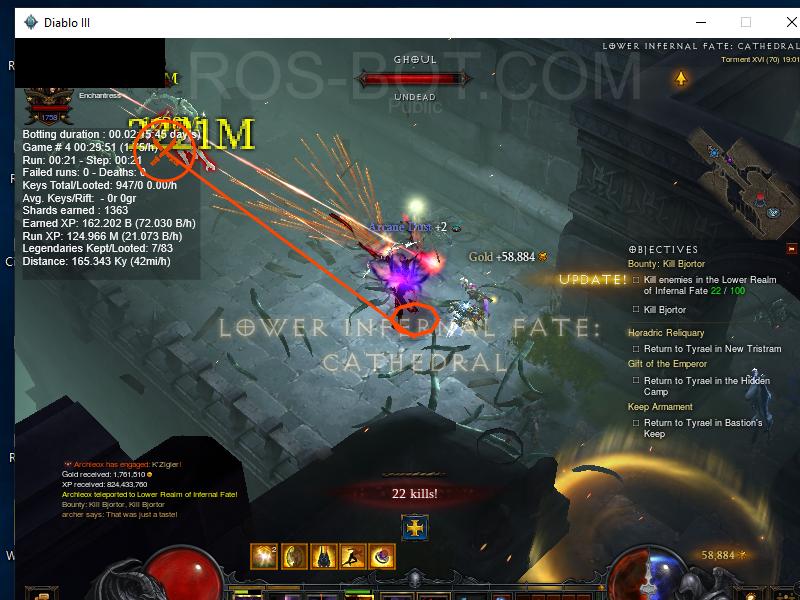 Diablo III
LOWER INFERNAL FATE: CATHEDRAL
Torment XVI (70) 19:01
ROS-BOT.COM
Public
GHOUL
UNDEAD
Enchantress
1758
Botting duration : 00.02:15:45 day(s)
Game # 4 00:29:51
Run: 00:21 - Step: 00:21
Failed runs: 0 - Deaths: 0
Keys Total/Looted: 947/0 0.00/h
Avg. Keys/Rift: - 0r 0gr
Shards earned : 1363
Earned XP: 162.202 B (72.030 B/h)
Run XP: 124.966 M (21.073 B/h)
Legendaries Kept/Looted: 7/83
Distance: 165.343 Ky (42mi/h)
Arcane Dust +2
Gold +58,884
UPDATE!
OBJECTIVES
Bounty: Kill Bjortor
Kill enemies in the Lower Realm
of Infernal Fate 22 / 100
Kill Bjortor
Horadric Reliquary
Return to Tyrael in New Tristram
Gift of the Emperor
Return to Tyrael in the Hidden
Camp
Keep Armament
Return to Tyrael in Bastion's
Keep
LOWER INFERNAL FATE:
CATHEDRAL
Archleox has engaged: K'Zigler!
Gold received: 1,761,510
XP received: 824,433,760
Archleox teleported to Lower Realm of Infernal Fate!
Bounty: Kill Bjortor, Kill Bjortor
archer says: That was just a taste!
22 kills!
2
58,884